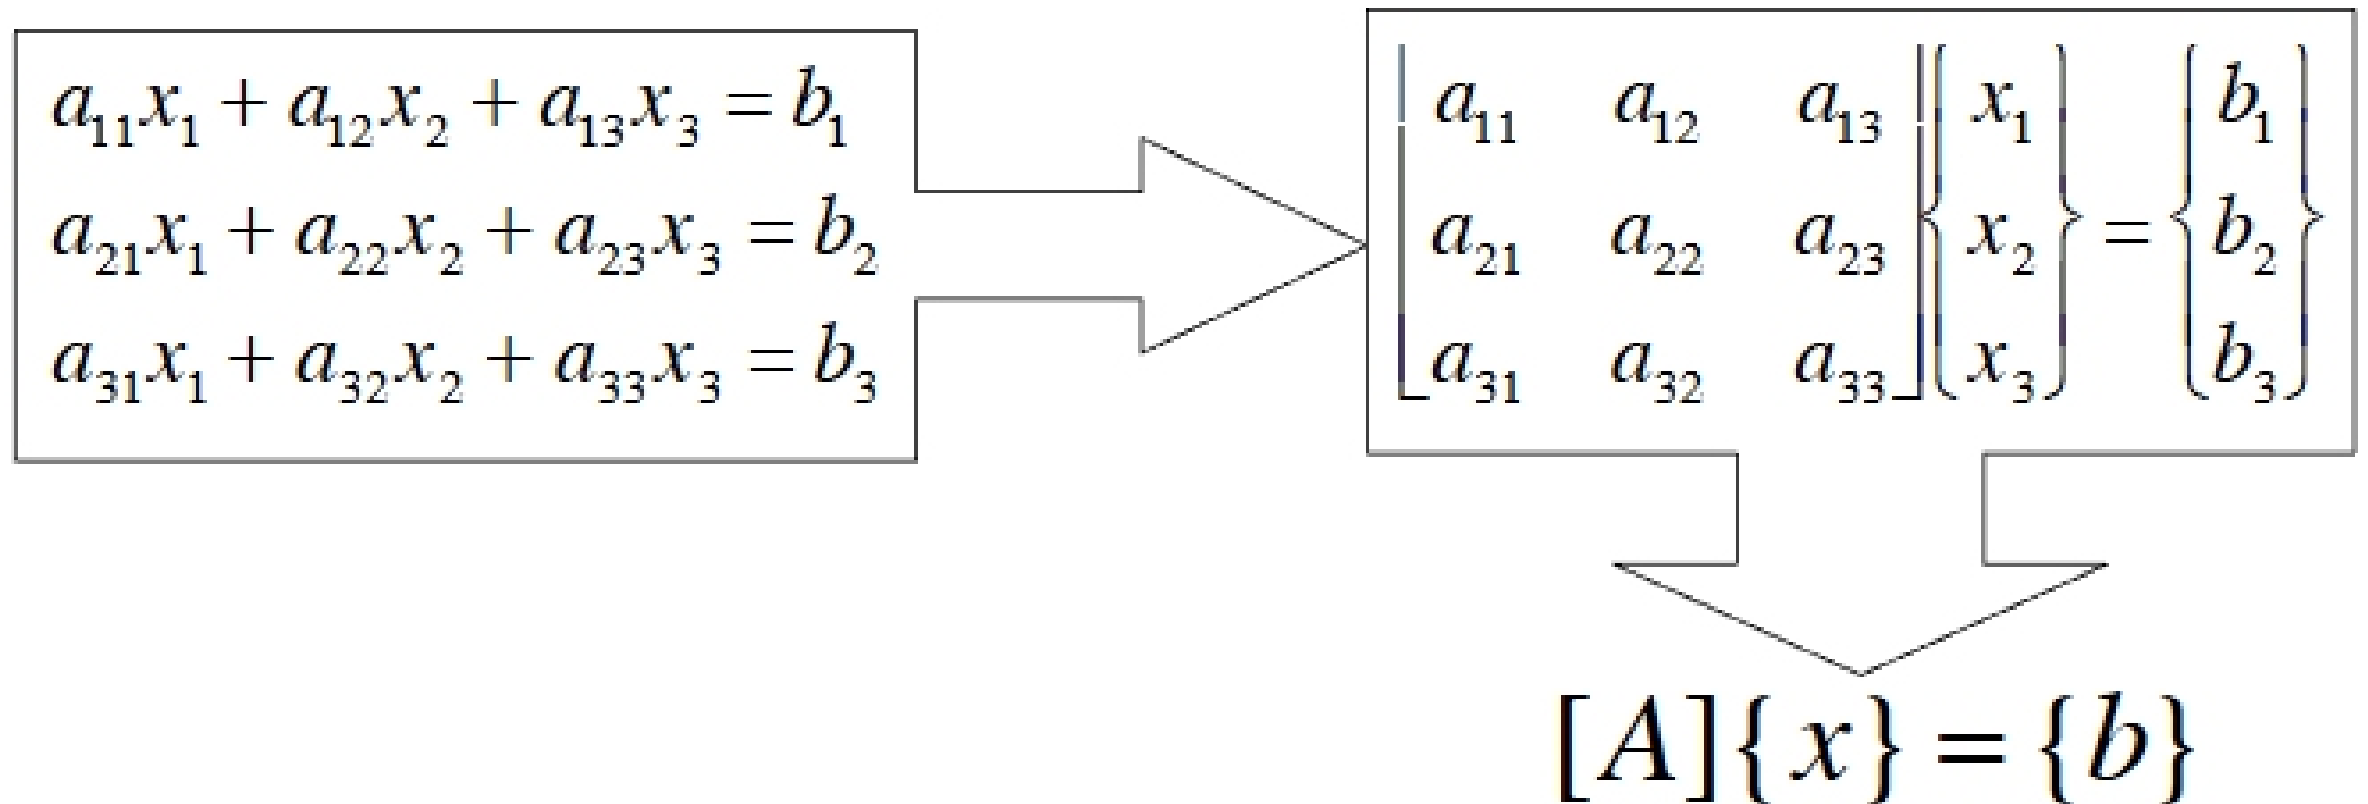 a₁₁x₁ + a₁₂x₂ + a₁₃x₃ = b₁
a₂₁x₁ + a₂₂x₂ + a₂₃x₃ = b₂
a₃₁x₁ + a₃₂x₂ + a₃₃x₃ = b₃
[a₁₁ a₁₂ a₁₃]{x₁} = {b₁}
[a₂₁ a₂₂ a₂₃]{x₂} = {b₂}
[a₃₁ a₃₂ a₃₃]{x₃} = {b₃}
[A]{x} = {b}